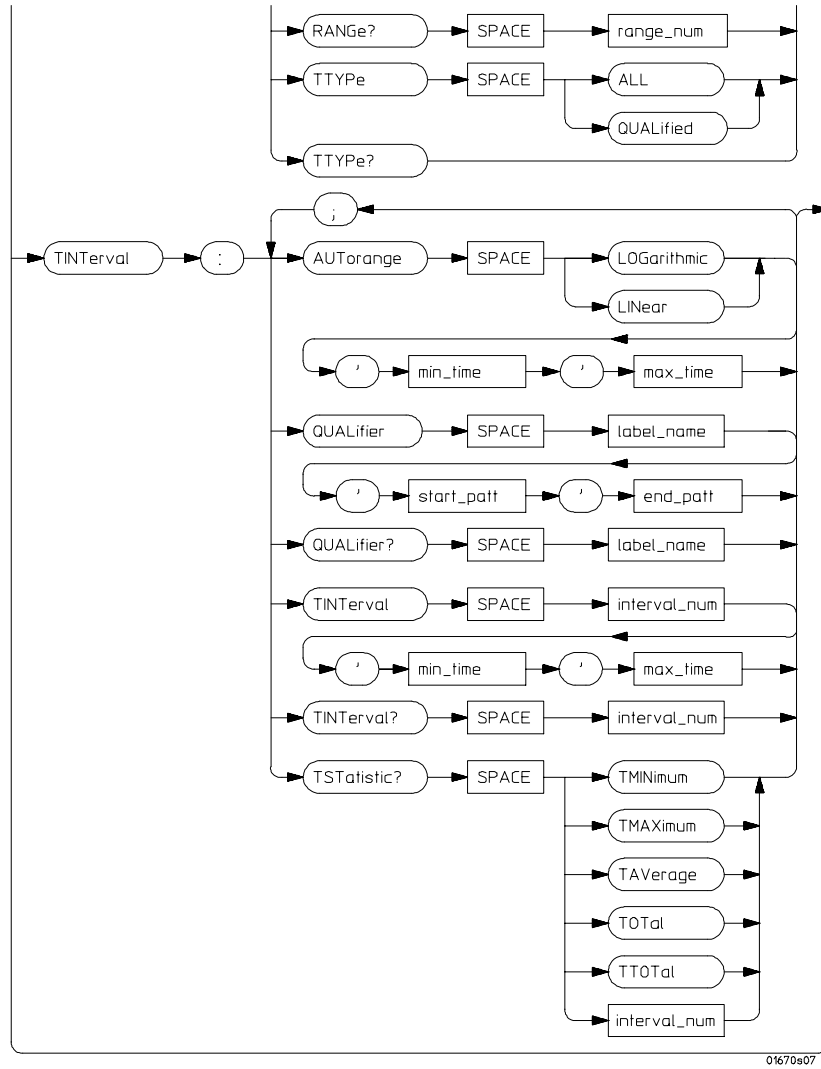 RANGe? SPACE range_num
TTYPe SPACE ALL
QUALified
TTYPe?
;
TINTerval : AUTorange SPACE LOGarithmic
LINear
, min_time , max_time
QUALifier SPACE label_name
, start_patt , end_patt
QUALifier? SPACE label_name
TINTerval SPACE interval_num
, min_time , max_time
TINTerval? SPACE interval_num
TSTatistic? SPACE TMINimum
TMAXimum
TAVerage
TOTal
TTOTal
interval_num
01670s07